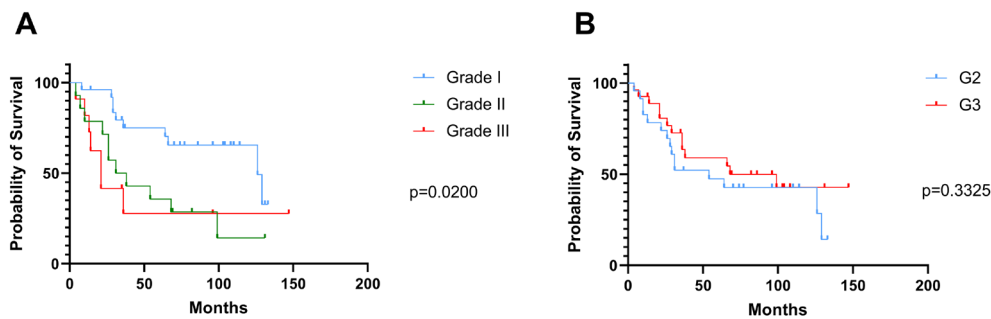 A
Probability of Survival
100
50
0
0
50
100
150
200
Months
Grade I
Grade II
Grade III
p=0.0200
B
Probability of Survival
100
50
0
0
50
100
150
200
Months
G2
G3
p=0.3325